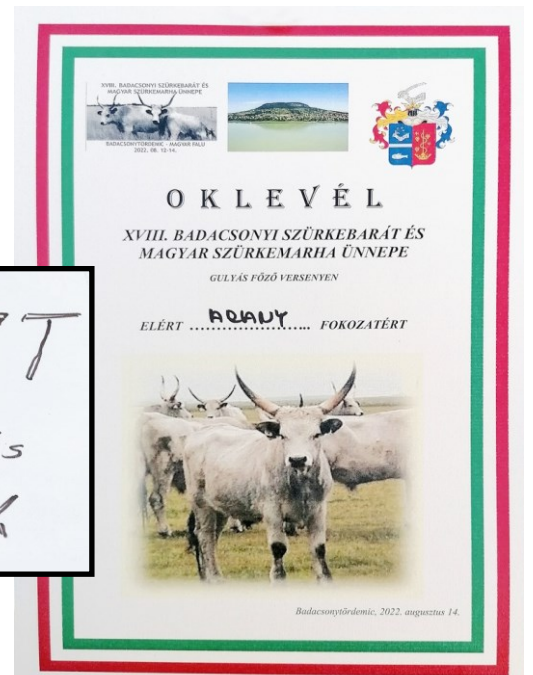 XVIII. BADACSONYI SZÜRKEBARÁT ÉS
MAGYAR SZÜRKEMARHA ÜNNEPE
BADACSONYTÖRDEMIC - MAGYAR FALU
2022. 08. 12-14.
OKLEVÉL
XVIII. BADACSONYI SZÜRKEBARÁT ÉS
MAGYAR SZÜRKEMARHA ÜNNEPE
GULYÁS FŐZŐ VERSENYEN
ELÉRT ARANY FOKOZATÉRT
Badacsonytördemic, 2022. augusztus 14.